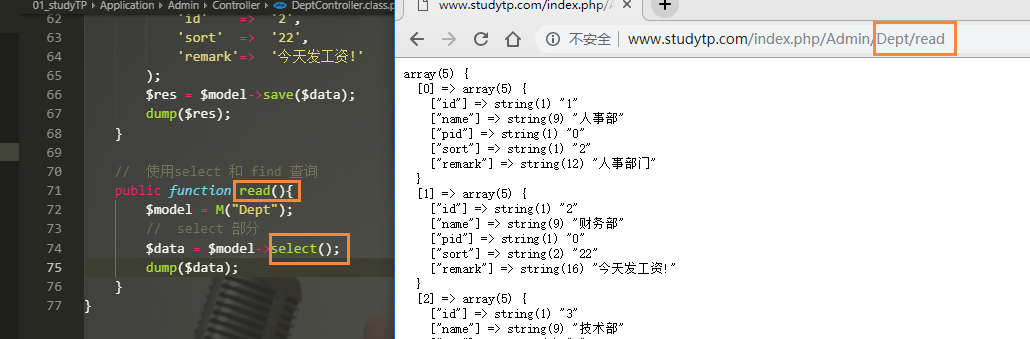 01_studyTP > Application > Admin > Controller > DeptController.class.p
62 'id' => '2',
63 'sort' => '22',
64 'remark'=> '今天发工资!'
65 );
66 $res = $model->save($data);
67 dump($res);
68 }
69
70 // 使用select 和 find 查询
71 public function read(){
72 $model = M("Dept");
73 // select 部分
74 $data = $model->select();
75 dump($data);
76 }
77 }
www.studytp.com/index.php/A
不安全 | www.studytp.com/index.php/Admin/Dept/read
array(5) {
[0] => array(5) {
["id"] => string(1) "1"
["name"] => string(9) "人事部"
["pid"] => string(1) "0"
["sort"] => string(1) "2"
["remark"] => string(12) "人事部门"
}
[1] => array(5) {
["id"] => string(1) "2"
["name"] => string(9) "财务部"
["pid"] => string(1) "0"
["sort"] => string(2) "22"
["remark"] => string(16) "今天发工资!"
}
[2] => array(5) {
["id"] => string(1) "3"
["name"] => string(9) "技术部"